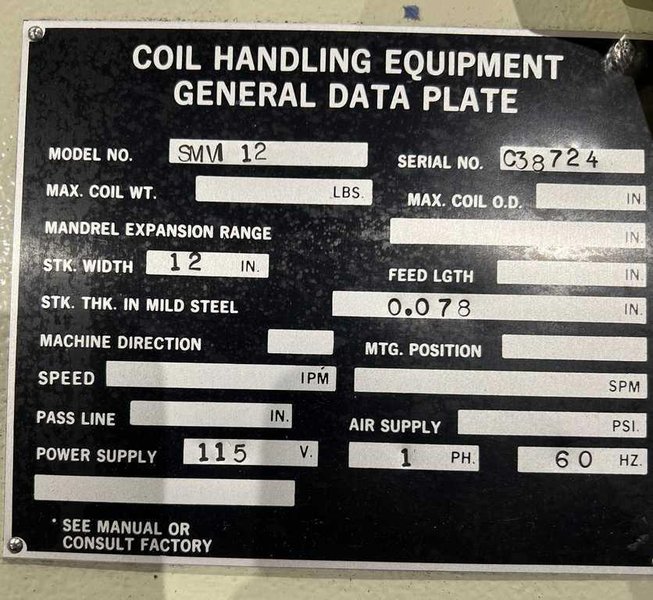 COIL HANDLING EQUIPMENT
GENERAL DATA PLATE
MODEL NO. SMVI 12 SERIAL NO. C38724
MAX. COIL WT. LBS. MAX. COIL O.D. IN
MANDREL EXPANSION RANGE IN.
STK. WIDTH 12 IN. FEED LGTH IN.
STK. THK. IN MILD STEEL 0.078 IN.
MACHINE DIRECTION MTG. POSITION
SPEED IPM SPM
PASS LINE IN. AIR SUPPLY PSI.
POWER SUPPLY 115 V. 1 PH. 60 HZ.
* SEE MANUAL OR
CONSULT FACTORY